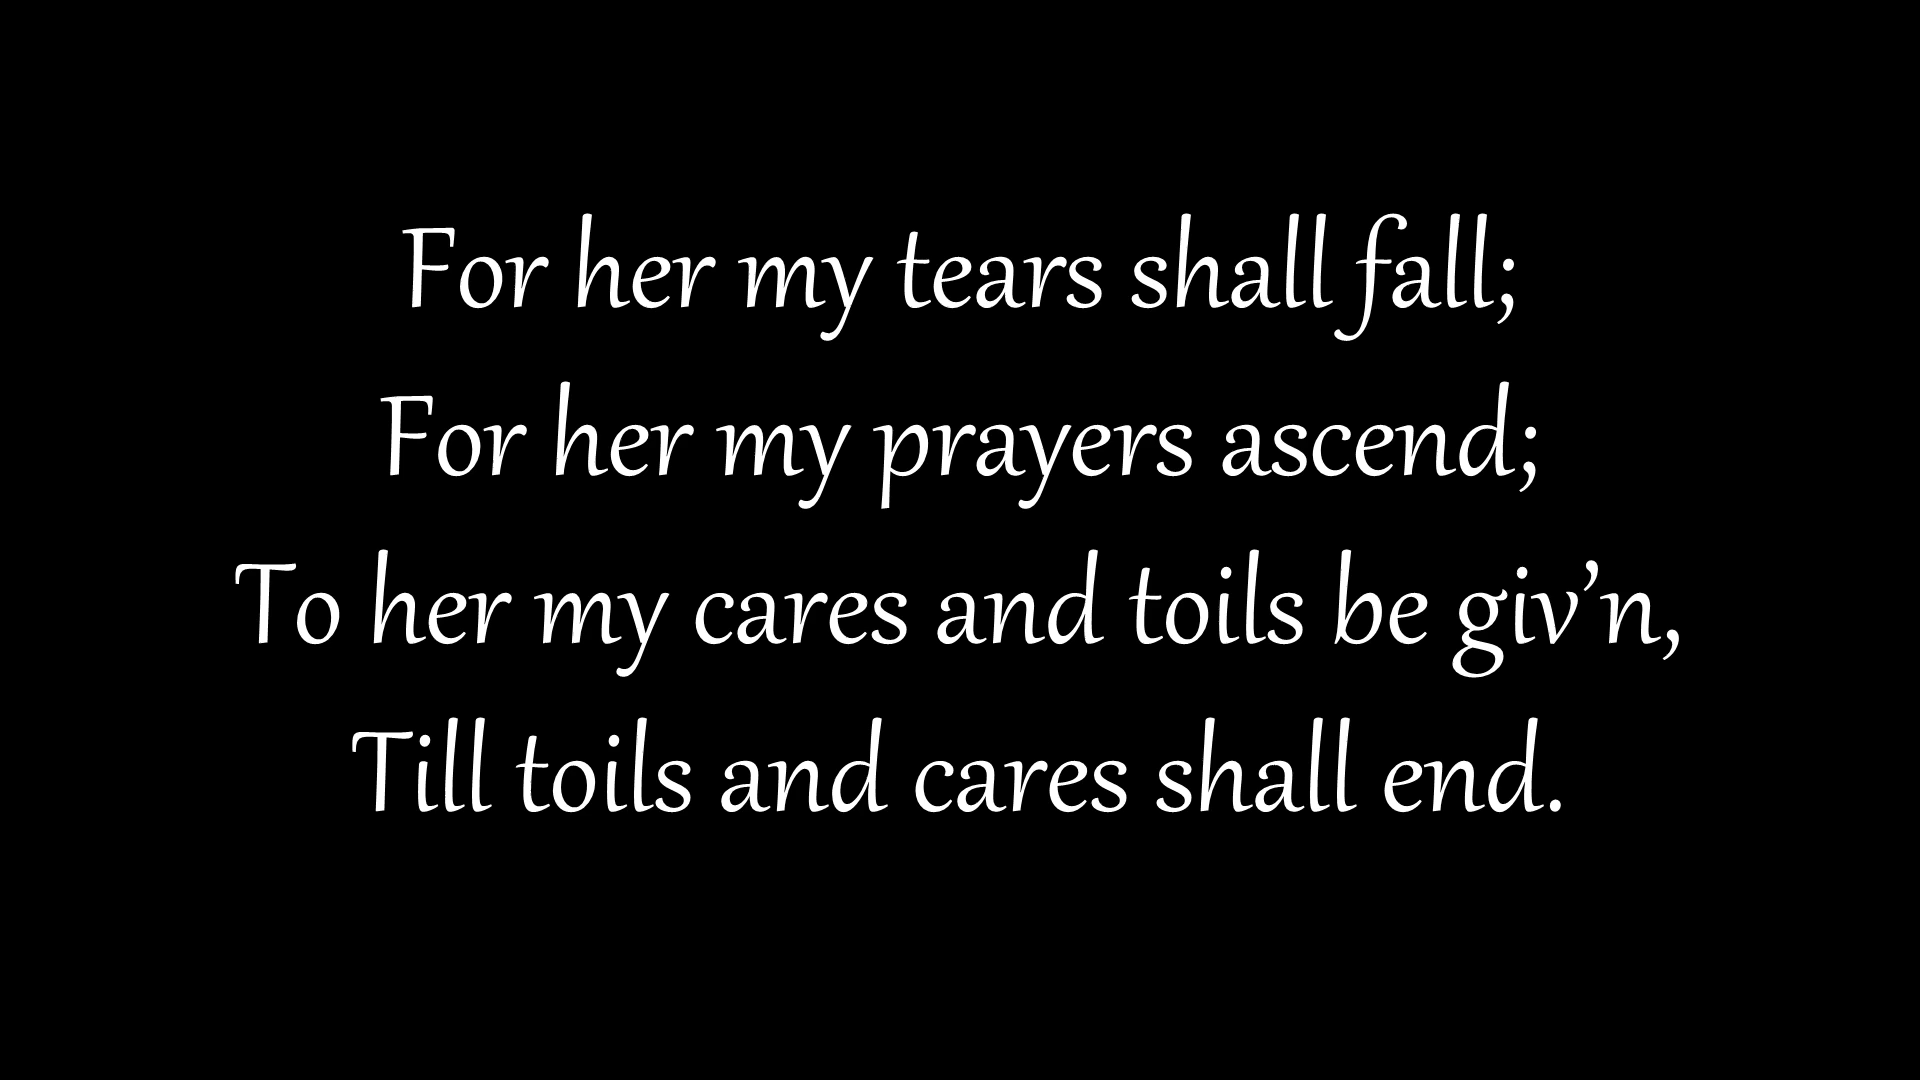 For her my tears shall fall;
For her my prayers ascend;
To her my cares and toils be giv’n,
Till toils and cares shall end.